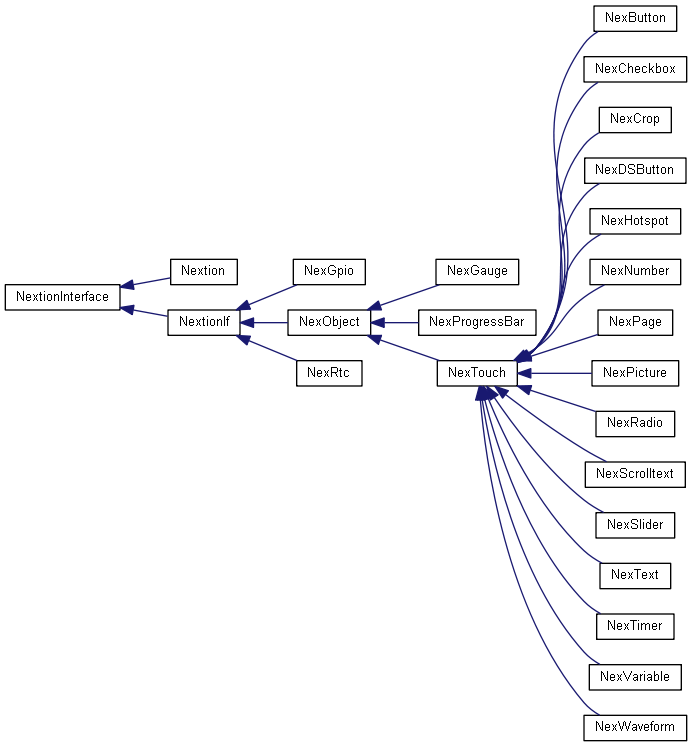 NextionInterface
Nextion
NextionIf
NexGpio
NexObject
NexRtc
NexGauge
NexProgressBar
NexTouch
NexButton
NexCheckbox
NexCrop
NexDSButton
NexHotspot
NexNumber
NexPage
NexPicture
NexRadio
NexScrolltext
NexSlider
NexText
NexTimer
NexVariable
NexWaveform